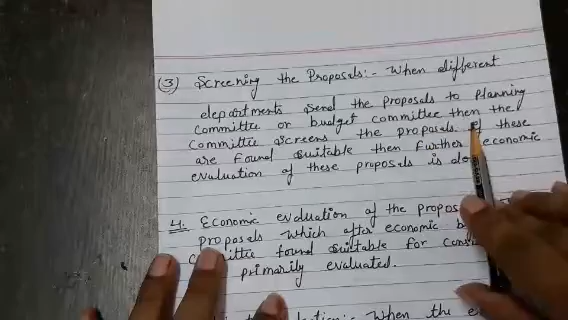 (3) Screening the Proposals:- When different
departments send the proposals to planning
committee or budget committee then the
committee screens the proposals. If these
are found suitable then further economic
evaluation of these proposals is
4. Economic evaluation of the
proposals which after economic
found suitable for
primarily evaluated.
When the